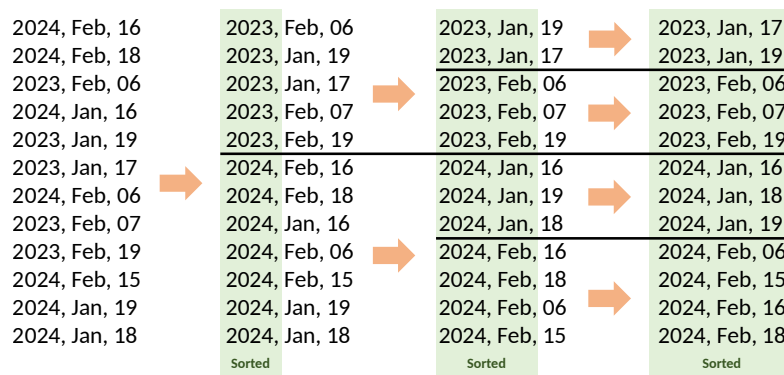 2024, Feb, 16
2024, Feb, 18
2023, Feb, 06
2024, Jan, 16
2023, Jan, 19
2023, Jan, 17
2024, Feb, 06
2023, Feb, 07
2023, Feb, 19
2024, Feb, 15
2024, Jan, 19
2024, Jan, 18
2023, Feb, 06
2023, Jan, 19
2023, Jan, 17
2023, Feb, 07
2023, Feb, 19
2024, Feb, 16
2024, Feb, 18
2024, Jan, 16
2024, Feb, 06
2024, Feb, 15
2024, Jan, 19
2024, Jan, 18
Sorted
2023, Jan, 19
2023, Jan, 17
2023, Feb, 06
2023, Feb, 07
2023, Feb, 19
2024, Jan, 16
2024, Jan, 19
2024, Jan, 18
2024, Feb, 16
2024, Feb, 18
2024, Feb, 06
2024, Feb, 15
Sorted
2023, Jan, 17
2023, Jan, 19
2023, Feb, 06
2023, Feb, 07
2023, Feb, 19
2024, Jan, 16
2024, Jan, 18
2024, Jan, 19
2024, Feb, 06
2024, Feb, 15
2024, Feb, 16
2024, Feb, 18
Sorted